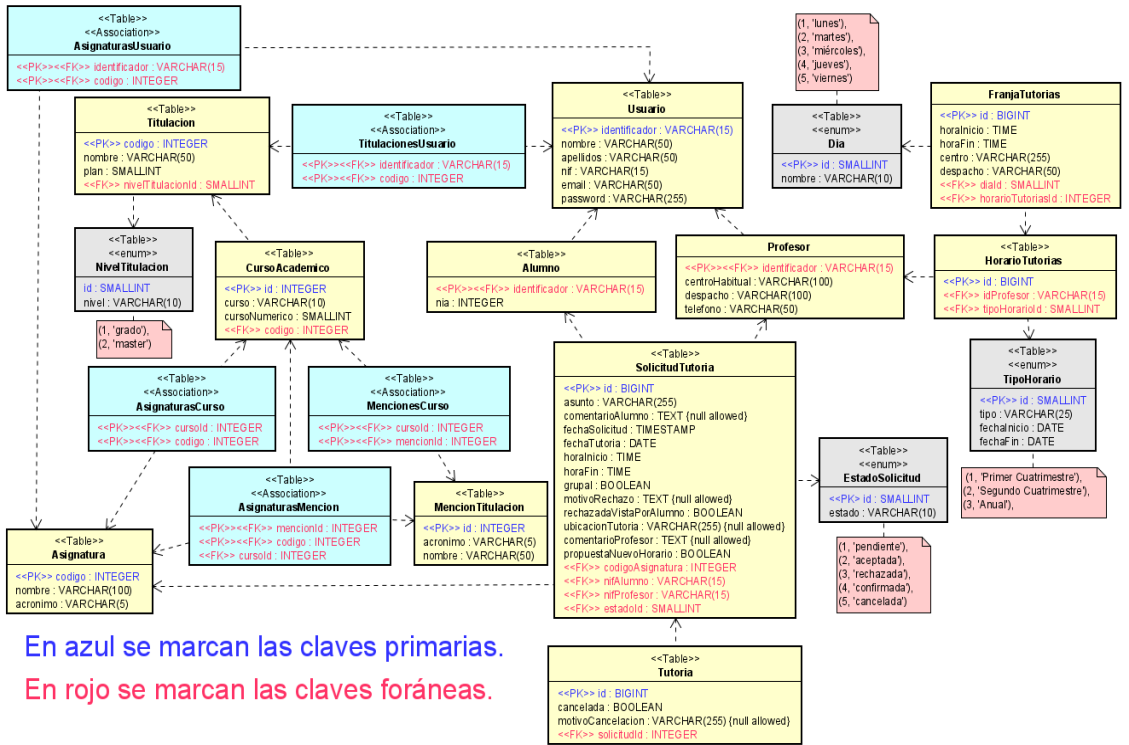 <<Table>>
<<Association>>
AsignaturasUsuario
<<PK>><<FK>> identificador : VARCHAR(15)
<<PK>><<FK>> codigo : INTEGER
(1, 'lunes'),
(2, 'martes'),
(3, 'miércoles'),
(4, 'jueves'),
(5, 'viernes')
<<Table>>
Titulacion
<<PK>> codigo : INTEGER
nombre : VARCHAR(50)
plan : SMALLINT
<<FK>> nivelTitulacionId : SMALLINT
<<Table>>
<<Association>>
TitulacionesUsuario
<<PK>><<FK>> identificador : VARCHAR(15)
<<PK>><<FK>> codigo : INTEGER
<<Table>>
Usuario
<<PK>> identificador : VARCHAR(15)
nombre : VARCHAR(50)
apellidos : VARCHAR(50)
nif : VARCHAR(15)
email : VARCHAR(50)
password : VARCHAR(255)
<<Table>>
<<enum>>
Dia
<<PK>> id : SMALLINT
nombre : VARCHAR(10)
FranjaTutorias
<<PK>> id : BIGINT
horaInicio : TIME
horaFin : TIME
centro : VARCHAR(255)
despacho : VARCHAR(50)
<<FK>> diaId : SMALLINT
<<FK>> horarioTutoriasId : INTEGER
<<Table>>
<<enum>>
NivelTitulacion
id : SMALLINT
nivel : VARCHAR(10)
(1, 'grado'),
(2, 'master')
<<Table>>
CursoAcademico
<<PK>> id : INTEGER
curso : VARCHAR(10)
cursoNumerico : SMALLINT
<<FK>> codigo : INTEGER
<<Table>>
Alumno
<<PK>><<FK>> identificador : VARCHAR(15)
nia : INTEGER
Profesor
<<PK>><<FK>> identificador : VARCHAR(15)
centroHabitual : VARCHAR(100)
despacho : VARCHAR(100)
telefono : VARCHAR(50)
<<Table>>
HorarioTutorias
<<PK>> id : BIGINT
<<FK>> idProfesor : VARCHAR(15)
<<FK>> tipoHorarioId : SMALLINT
<<Table>>
<<Association>>
AsignaturasCurso
<<PK>><<FK>> cursoId : INTEGER
<<PK>><<FK>> codigo : INTEGER
<<Table>>
<<Association>>
MencionesCurso
<<PK>><<FK>> cursoId : INTEGER
<<PK>><<FK>> mencionId : INTEGER
<<Table>>
SolicitudTutoria
<<PK>> id : BIGINT
asunto : VARCHAR(255)
comentarioAlumno : TEXT {null allowed}
fechaSolicitud : TIMESTAMP
fechaTutoria : DATE
horaInicio : TIME
horaFin : TIME
grupal : BOOLEAN
motivoRechazo : TEXT {null allowed}
rechazadaVistaPorAlumno : BOOLEAN
ubicacionTutoria : VARCHAR(255) {null allowed}
comentarioProfesor : TEXT {null allowed}
propuestaNuevoHorario : BOOLEAN
<<FK>> codigoAsignatura : INTEGER
<<FK>> nifAlumno : VARCHAR(15)
<<FK>> nifProfesor : VARCHAR(15)
<<FK>> estadoId : SMALLINT
<<Table>>
<<enum>>
TipoHorario
<<PK>> id : SMALLINT
tipo : VARCHAR(25)
fechaInicio : DATE
fechaFin : DATE
(1, 'Primer Cuatrimestre'),
(2, 'Segundo Cuatrimestre'),
(3, 'Anual'),
<<Table>>
<<enum>>
EstadoSolicitud
<<PK> id : SMALLINT
estado : VARCHAR(10)
(1, 'pendiente'),
(2, 'aceptada'),
(3, 'rechazada'),
(4, 'confirmada'),
(5, 'cancelada')
<<Table>>
<<Association>>
AsignaturasMencion
<<PK>><<FK>> mencionId : INTEGER
<<PK>><<FK>> codigo : INTEGER
<<FK>> cursoId : INTEGER
<<Table>>
MencionTitulacion
<<PK>> id : INTEGER
acronimo : VARCHAR(5)
nombre : VARCHAR(50)
<<Table>>
Asignatura
<<PK>> codigo : INTEGER
nombre : VARCHAR(100)
acronimo : VARCHAR(5)
En azul se marcan las claves primarias.
En rojo se marcan las claves foráneas.
<<Table>>
Tutoria
<<PK>> id : BIGINT
cancelada : BOOLEAN
motivoCancelacion : VARCHAR(255) {null allowed}
<<FK>> solicitudId : INTEGER